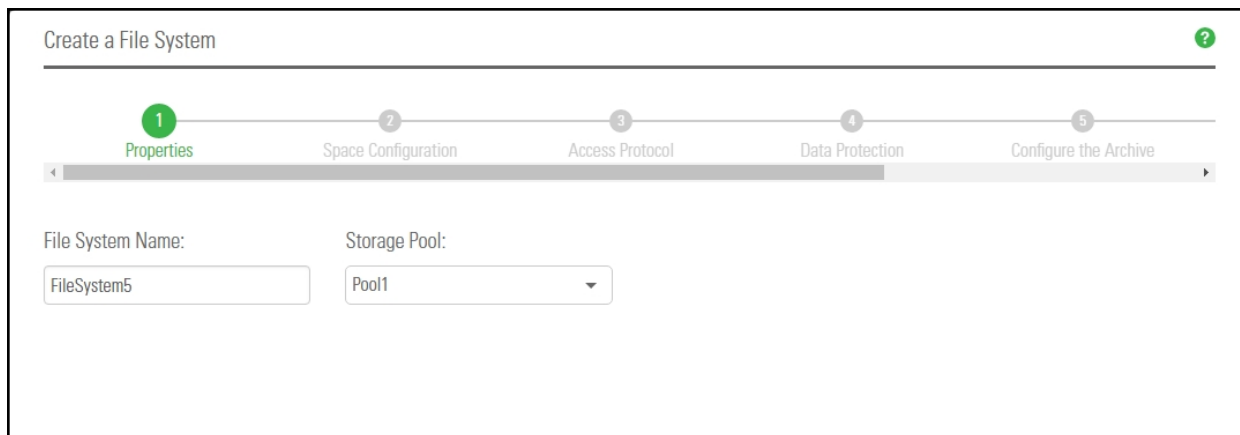 Create a File System
?
1 2 3 4 5
Properties Space Configuration Access Protocol Data Protection Configure the Archive
File System Name: Storage Pool:
FileSystem5 Pool1